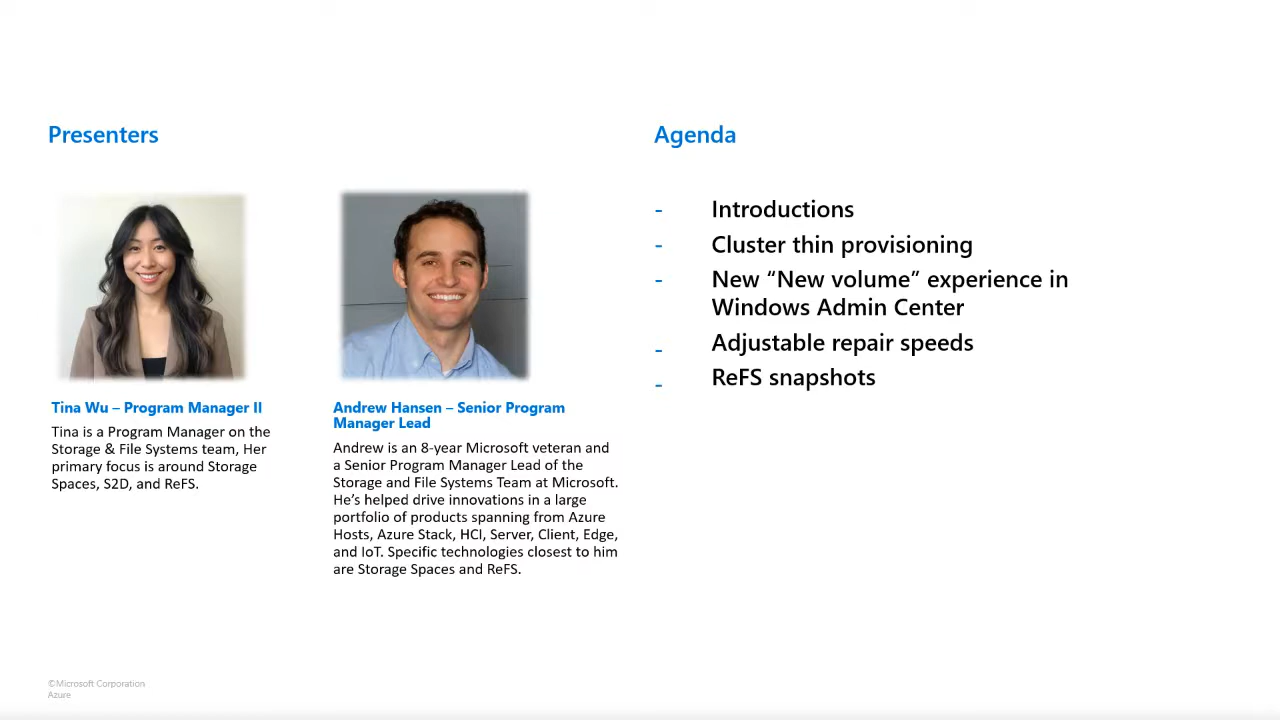 Presenters
Tina Wu – Program Manager II
Tina is a Program Manager on the
Storage & File Systems team, Her
primary focus is around Storage
Spaces, S2D, and ReFS.
Andrew Hansen – Senior Program
Manager Lead
Andrew is an 8-year Microsoft veteran and
a Senior Program Manager Lead of the
Storage and File Systems Team at Microsoft.
He’s helped drive innovations in a large
portfolio of products spanning from Azure
Hosts, Azure Stack, HCI, Server, Client, Edge,
and IoT. Specific technologies closest to him
are Storage Spaces and ReFS.
Agenda
- Introductions
- Cluster thin provisioning
- New “New volume” experience in
Windows Admin Center
- Adjustable repair speeds
- ReFS snapshots
©Microsoft Corporation
Azure